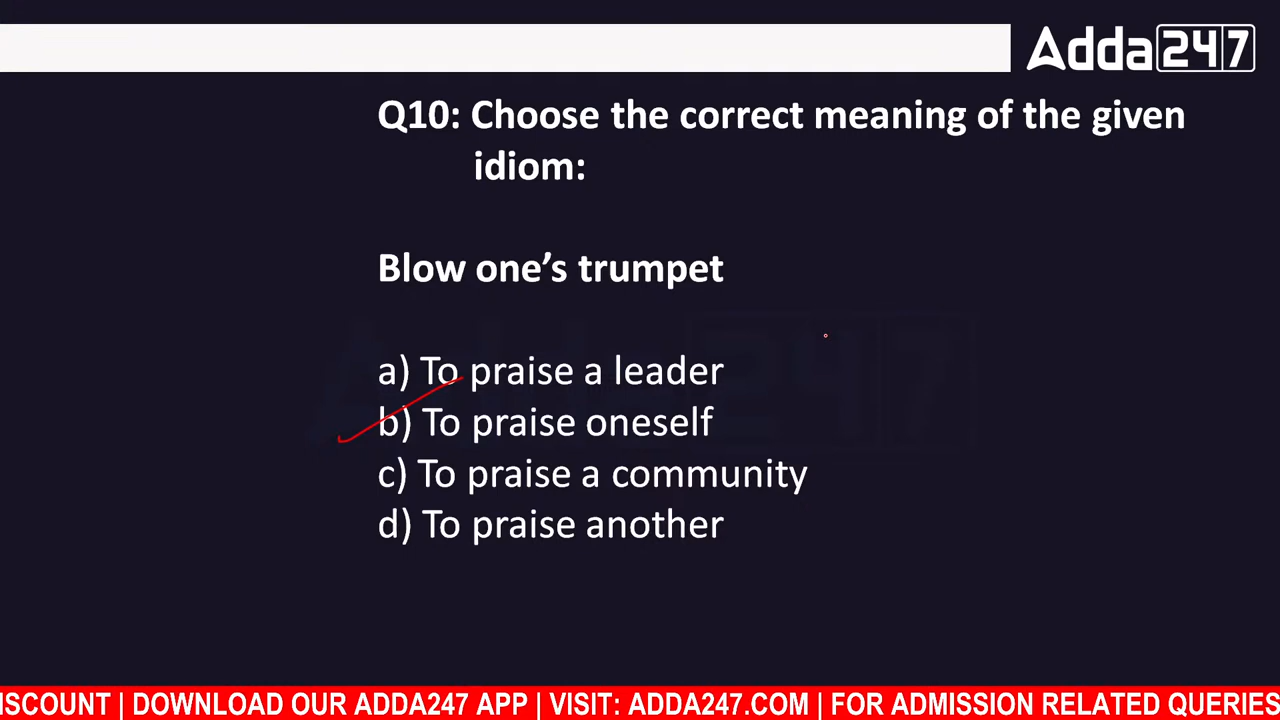 Adda247
Q10: Choose the correct meaning of the given
idiom:
Blow one’s trumpet
a) To praise a leader
b) To praise oneself
c) To praise a community
d) To praise another
ISCOUNT | DOWNLOAD OUR ADDA247 APP | VISIT: ADDA247.COM | FOR ADMISSION RELATED QUERIES